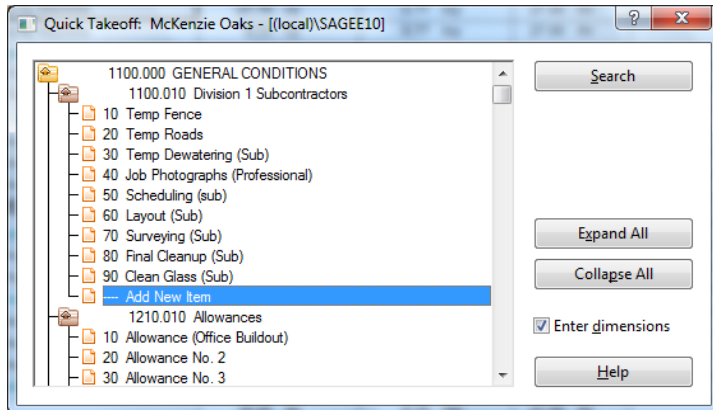 Quick Takeoff: McKenzie Oaks - [(local)\SAGEE10]
1100.000 GENERAL CONDITIONS
1100.010 Division 1 Subcontractors
10 Temp Fence
20 Temp Roads
30 Temp Dewatering (Sub)
40 Job Photographs (Professional)
50 Scheduling (sub)
60 Layout (Sub)
70 Surveying (Sub)
80 Final Cleanup (Sub)
90 Clean Glass (Sub)
---- Add New Item
1210.010 Allowances
10 Allowance (Office Buildout)
20 Allowance No. 2
30 Allowance No. 3
Search
Expand All
Collapse All
Enter dimensions
Help